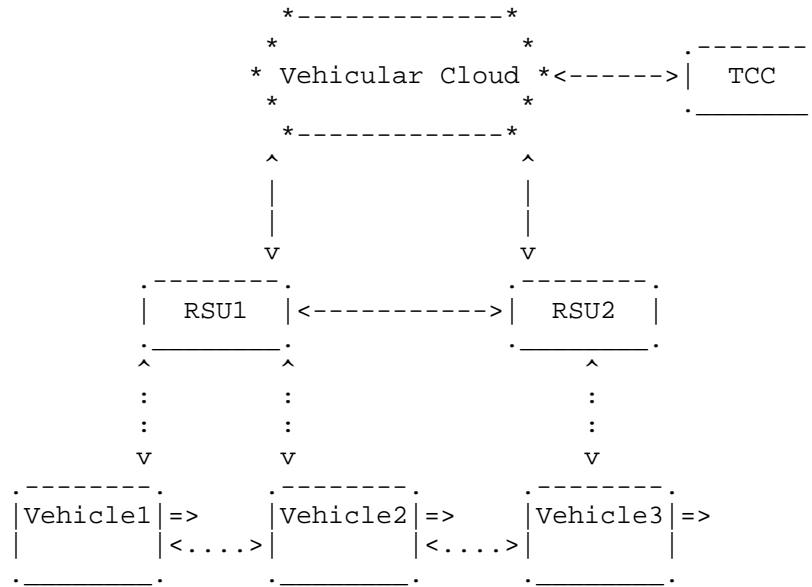 Vehicular Cloud
TCC
RSU1
RSU2
Vehicle1
Vehicle2
Vehicle3